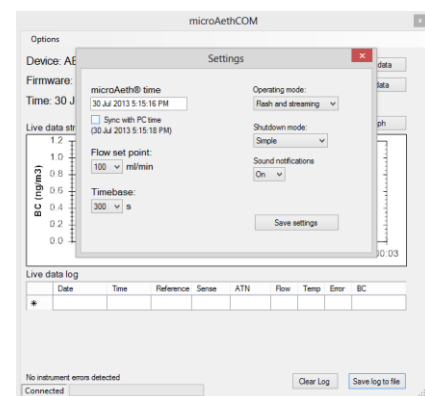 microAethCOM
x
Options
Device: AE
data
Firmware:
data
Time: 30 J
Settings
x
microAeth® time
30 Jul 2013 5:15:16 PM
Sync with PC time
(30 Jul 2013 5:15:18 PM)
Flow set point:
100 ml/min
Timebase:
300 s
Operating mode:
Flash and streaming
Shutdown mode:
Simple
Sound notifications
On
Save settings
Live data str
ph
BC (ng/m3)
1.2
1.0
0.8
0.6
0.4
0.2
0.0
00:03
Live data log
Date Time Reference Sense ATN Flow Temp Error BC
*
No instrument errors detected
Clear Log
Save log to file
Connected